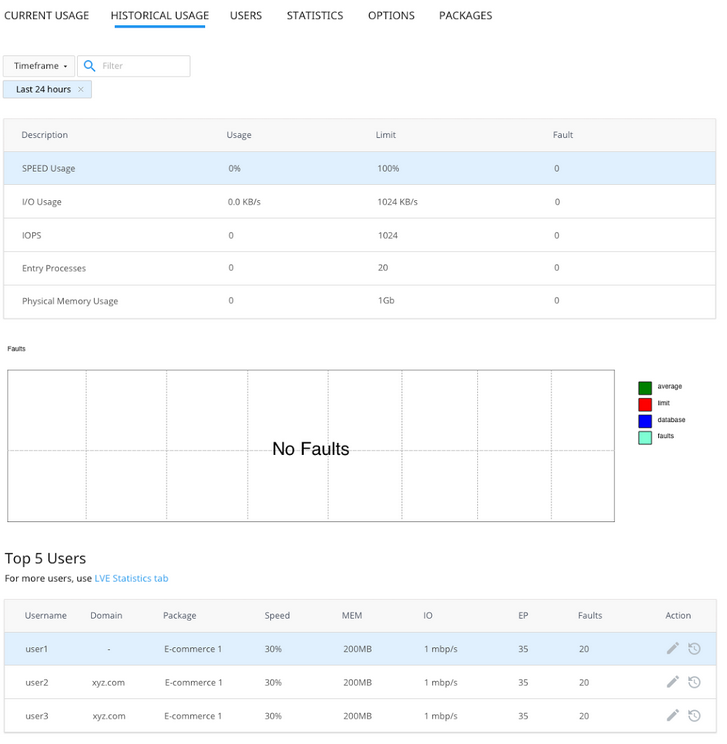 CURRENT USAGE HISTORICAL USAGE USERS STATISTICS OPTIONS PACKAGES
Timeframe Filter
Last 24 hours ×
Description Usage Limit Fault
SPEED Usage 0% 100% 0
I/O Usage 0.0 KB/s 1024 KB/s 0
IOPS 0 1024 0
Entry Processes 0 20 0
Physical Memory Usage 0 1Gb 0
Faults
average
limit
database
faults
No Faults
Top 5 Users
For more users, use LVE Statistics tab
Username Domain Package Speed MEM IO EP Faults Action
user1 - E-commerce 1 30% 200MB 1 mbp/s 35 20
user2 xyz.com E-commerce 1 30% 200MB 1 mbp/s 35 20
user3 xyz.com E-commerce 1 30% 200MB 1 mbp/s 35 20